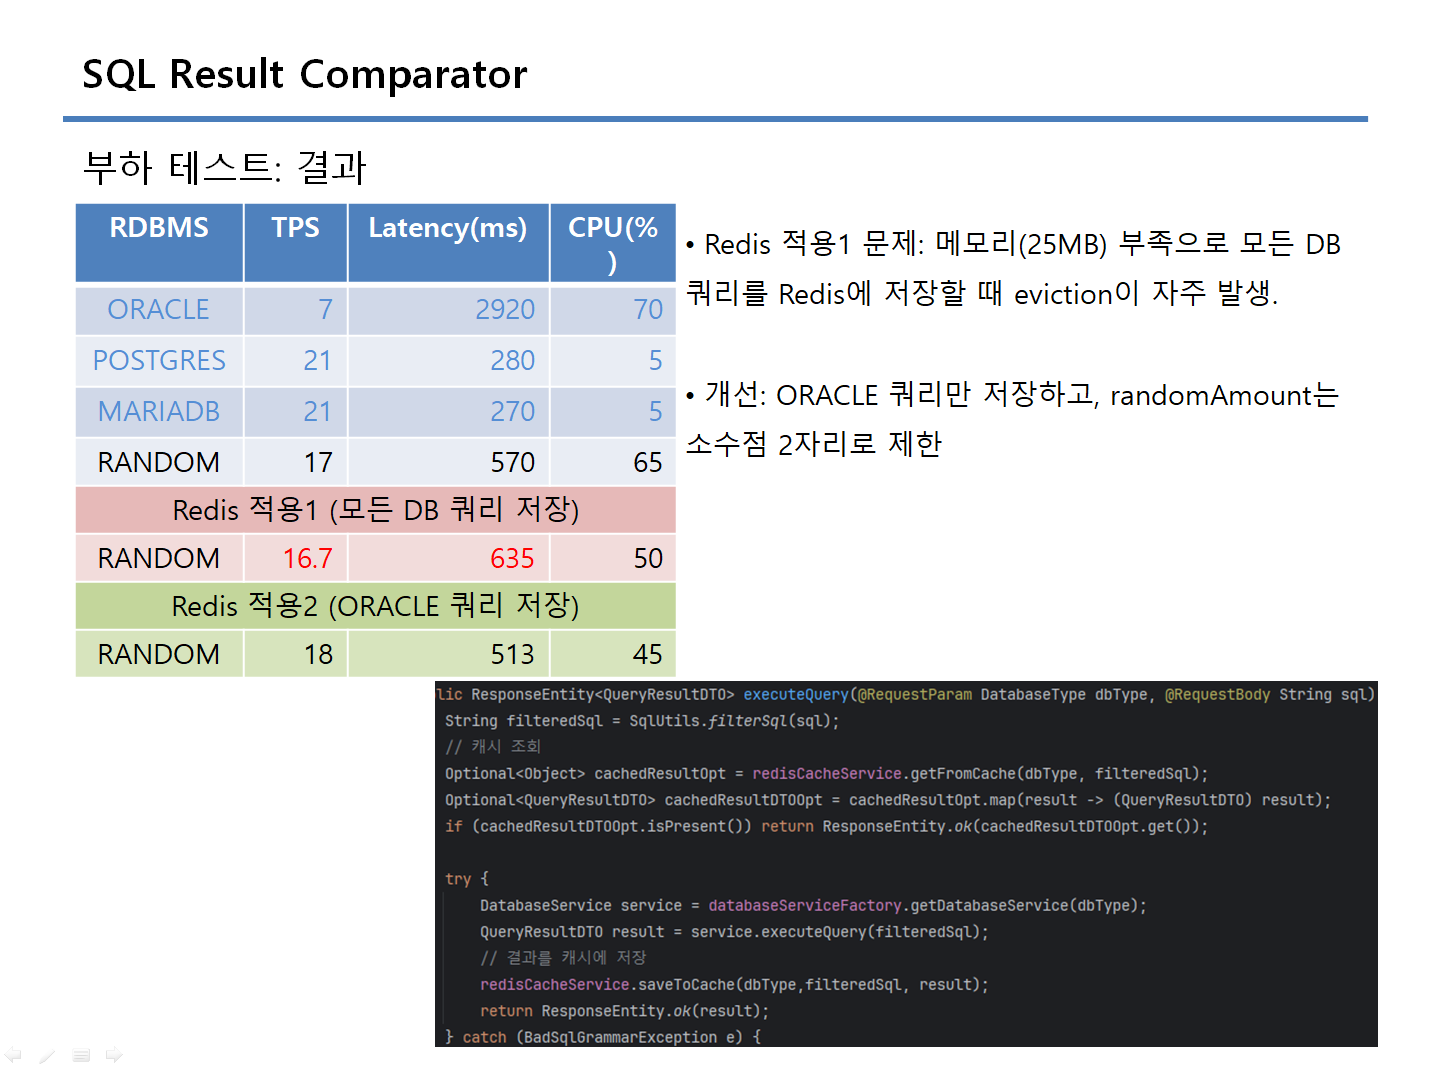 SQL Result Comparator
부하 테스트: 결과
RDBMS TPS Latency(ms) CPU(%
)
ORACLE 7 2920 70
POSTGRES 21 280 5
MARIADB 21 270 5
RANDOM 17 570 65
Redis 적용1 (모든 DB 쿼리 저장)
RANDOM 16.7 635 50
Redis 적용2 (ORACLE 쿼리 저장)
RANDOM 18 513 45
• Redis 적용1 문제: 메모리(25MB) 부족으로 모든 DB
쿼리를 Redis에 저장할 때 eviction이 자주 발생.
• 개선: ORACLE 쿼리만 저장하고, randomAmount는
소수점 2자리로 제한
lic ResponseEntity<QueryResultDTO> executeQuery(@RequestParam DatabaseType dbType, @RequestBody String sql)
String filteredSql = SqlUtils.filterSql(sql);
// 캐시 조회
Optional<Object> cachedResultOpt = redisCacheService.getFromCache(dbType, filteredSql);
Optional<QueryResultDTO> cachedResultDTOOpt = cachedResultOpt.map(result -> (QueryResultDTO) result);
if (cachedResultDTOOpt.isPresent()) return ResponseEntity.ok(cachedResultDTOOpt.get());
try {
DatabaseService service = databaseServiceFactory.getDatabaseService(dbType);
QueryResultDTO result = service.executeQuery(filteredSql);
// 결과를 캐시에 저장
redisCacheService.saveToCache(dbType,filteredSql, result);
return ResponseEntity.ok(result);
} catch (BadSqlGrammarException e) {